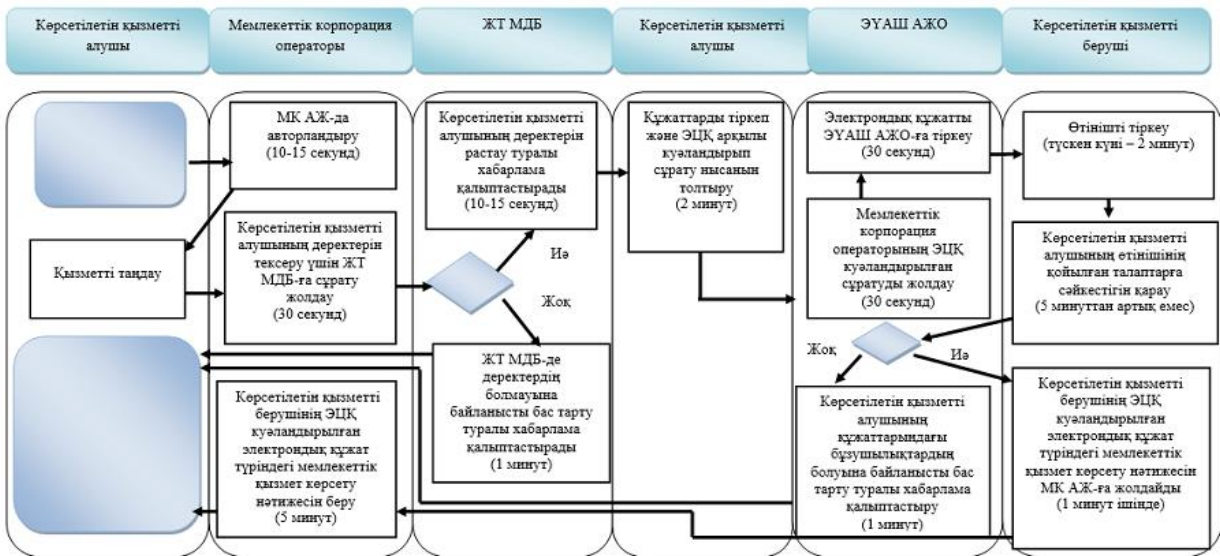 Көрсетілетін қызметті
алушы
Мемлекеттік корпорация
операторы
ЖТ МДБ
Көрсетілетін қызметті
алушы
ЭҮАШ АЖО
Көрсетілетін қызметті
беруші
МК АЖ-да
авторландыру
(10-15 секунд)
Көрсетілетін қызметті
алушының деректерін
растау туралы
хабарлама
қалыптастырады
(10-15 секунд)
Құжаттарды тіркеп
және ЭЦҚ арқылы
куәландырып
сұрату нысанын
толтыру
(2 минут)
Электрондық құжатты
ЭҮАШ АЖО-ға тіркеу
(30 секунд)
Өтінішті тіркеу
(түскен күні – 2 минут)
Қызметті таңдау
Көрсетілетін қызметті
алушының деректерін
тексеру үшін ЖТ
МДБ-ға сұрату
жолдау
(30 секунд)
Иә
Жоқ
Мемлекеттік
корпорация
операторының ЭЦҚ
куәландырылған
сұратуды жолдау
(30 секунд)
Көрсетілетін қызметті
алушының өтінішінің
қойылған талаптарға
сәйкестігін қарау
(5 минуттан артық емес)
Жоқ
Иә
Көрсетілетін қызметті
берушінің ЭЦҚ
куәландырылған
электрондық құжат
түріндегі мемлекеттік
қызмет көрсету
нәтижесін беру
(5 минут)
ЖТ МДБ-де
деректердің
болмауына
байланысты бас тарту
туралы хабарлама
қалыптастырады
(1 минут)
Көрсетілетін қызметті
алушының
құжаттарындағы
бұзушылықтардың
болуына байланысты бас
тарту туралы хабарлама
қалыптастыру
(1 минут)
Көрсетілетін қызметті
берушінің ЭЦҚ
куәландырылған
электрондық құжат
түріндегі мемлекеттік
қызмет көрсету нәтижесін
МК АЖ-ға жолдайды
(1 минут ішінде)